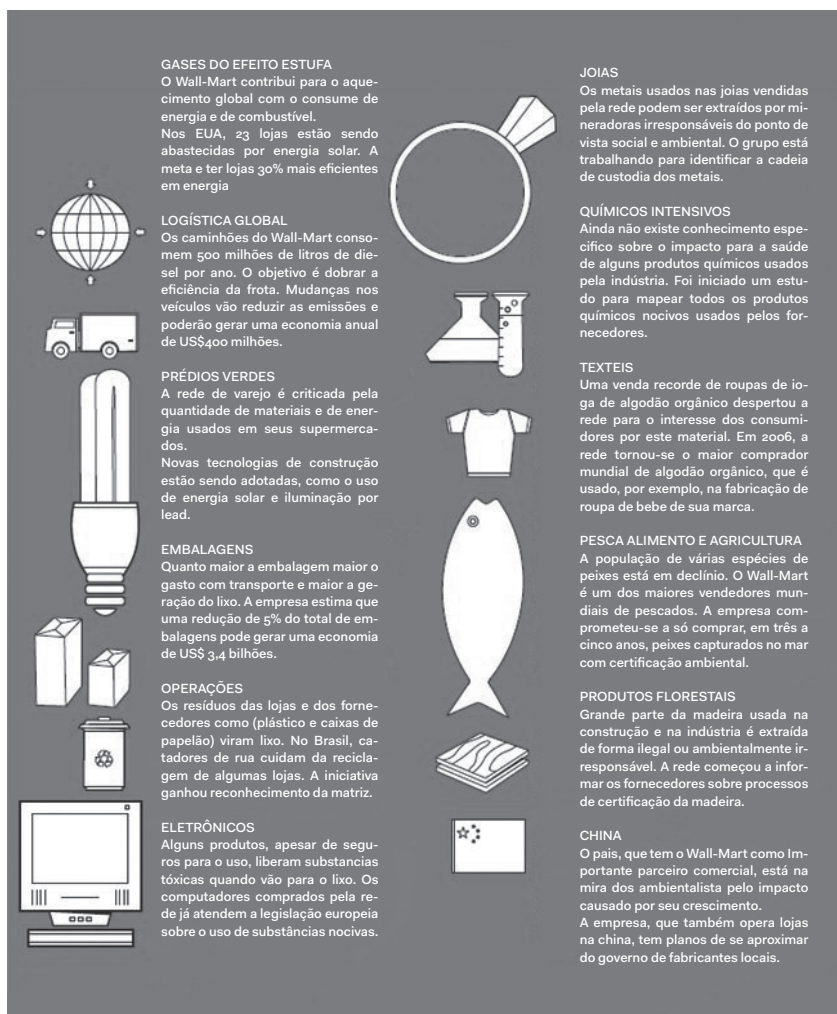 GASES DO EFEITO ESTUFA
O Wall-Mart contribui para o aque-
cimento global com o consume de
energia e de combustível.
Nos EUA, 23 lojas estão sendo
abastecidas por energia solar. A
meta e ter lojas 30% mais eficientes
em energia
LOGÍSTICA GLOBAL
Os caminhões do Wall-Mart conso-
mem 500 milhões de litros de die-
sel por ano. O objetivo é dobrar a
eficiência da frota. Mudanças nos
veículos vão reduzir as emissões e
poderão gerar uma economia anual
de US$400 milhões.
PRÉDIOS VERDES
A rede de varejo é criticada pela
quantidade de materiais e de ener-
gia usados em seus supermerca-
dos.
Novas tecnologias de construção
estão sendo adotadas, como o uso
de energia solar e iluminação por
lead.
EMBALAGENS
Quanto maior a embalagem maior o
gasto com transporte e maior a ge-
ração do lixo. A empresa estima que
uma redução de 5% do total de em-
balagens pode gerar uma economia
de US$ 3,4 bilhões.
OPERAÇÕES
Os resíduos das lojas e dos forne-
cedores como (plástico e caixas de
papelão) viram lixo. No Brasil, ca-
tadores de rua cuidam da recicla-
gem de algumas lojas. A iniciativa
ganhou reconhecimento da matriz.
ELETRÔNICOS
Alguns produtos, apesar de segu-
ros para o uso, liberam substancias
tóxicas quando vão para o lixo. Os
computadores comprados pela re-
de já atendem a legislação europeia
sobre o uso de substâncias nocivas.
JOIAS
Os metais usados nas joias vendidas
pela rede podem ser extraídos por mi-
neradoras irresponsáveis do ponto de
vista social e ambiental. O grupo está
trabalhando para identificar a cadeia
de custodia dos metais.
QUÍMICOS INTENSIVOS
Ainda não existe conhecimento espe-
cifico sobre o impacto para a saúde
de alguns produtos químicos usados
pela indústria. Foi iniciado um estu-
do para mapear todos os produtos
químicos nocivos usados pelos for-
necedores.
TEXTEIS
Uma venda recorde de roupas de io-
ga de algodão orgânico despertou a
rede para o interesse dos consumi-
dores por este material. Em 2006, a
rede tornou-se o maior comprador
mundial de algodão orgânico, que é
usado, por exemplo, na fabricação de
roupa de bebe de sua marca.
PESCA ALIMENTO E AGRICULTURA
A população de várias espécies de
peixes está em declínio. O Wall-Mart
é um dos maiores vendedores mun-
diais de pescados. A empresa com-
prometeu-se a só comprar, em três a
cinco anos, peixes capturados no mar
com certificação ambiental.
PRODUTOS FLORESTAIS
Grande parte da madeira usada na
construção e na indústria é extraída
de forma ilegal ou ambientalmente ir-
responsável. A rede começou a infor-
mar os fornecedores sobre processos
de certificação da madeira.
CHINA
O pais, que tem o Wall-Mart como Im-
portante parceiro comercial, está na
mira dos ambientalista pelo impacto
causado por seu crescimento.
A empresa, que também opera lojas
na china, tem planos de se aproximar
do governo de fabricantes locais.